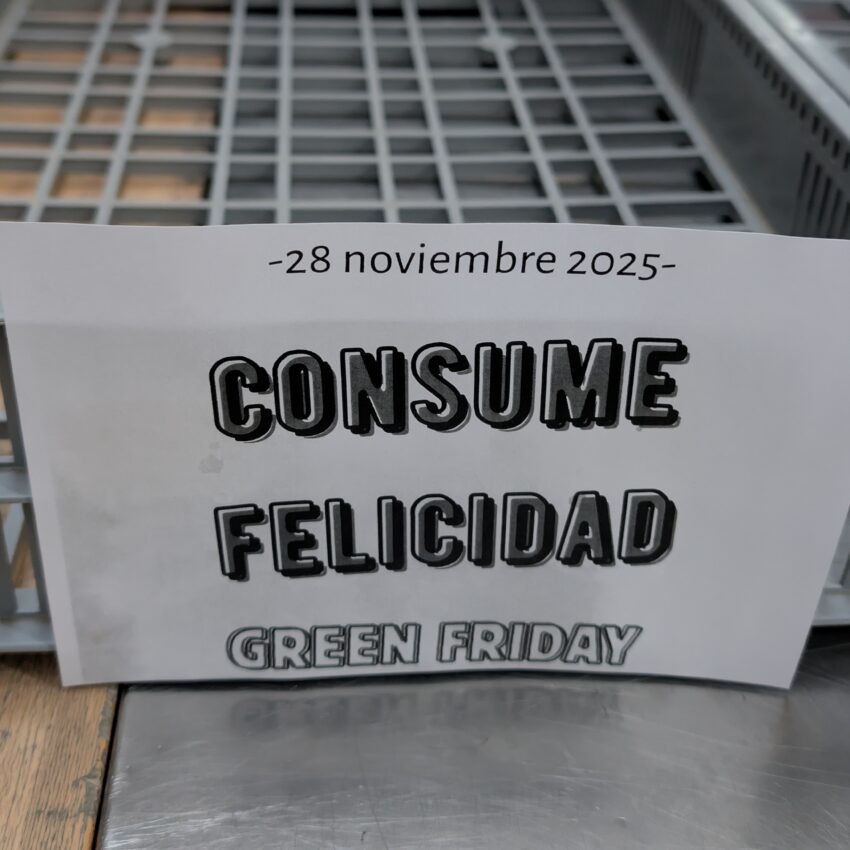 -28 noviembre 2025-
CONSUME
FELICIDAD
GREEN FRIDAY